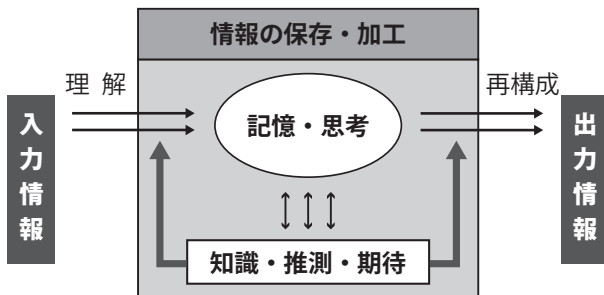 情報の保存・加工
理 解
再構成
入力情報
記憶・思考
出力情報
知識・推測・期待